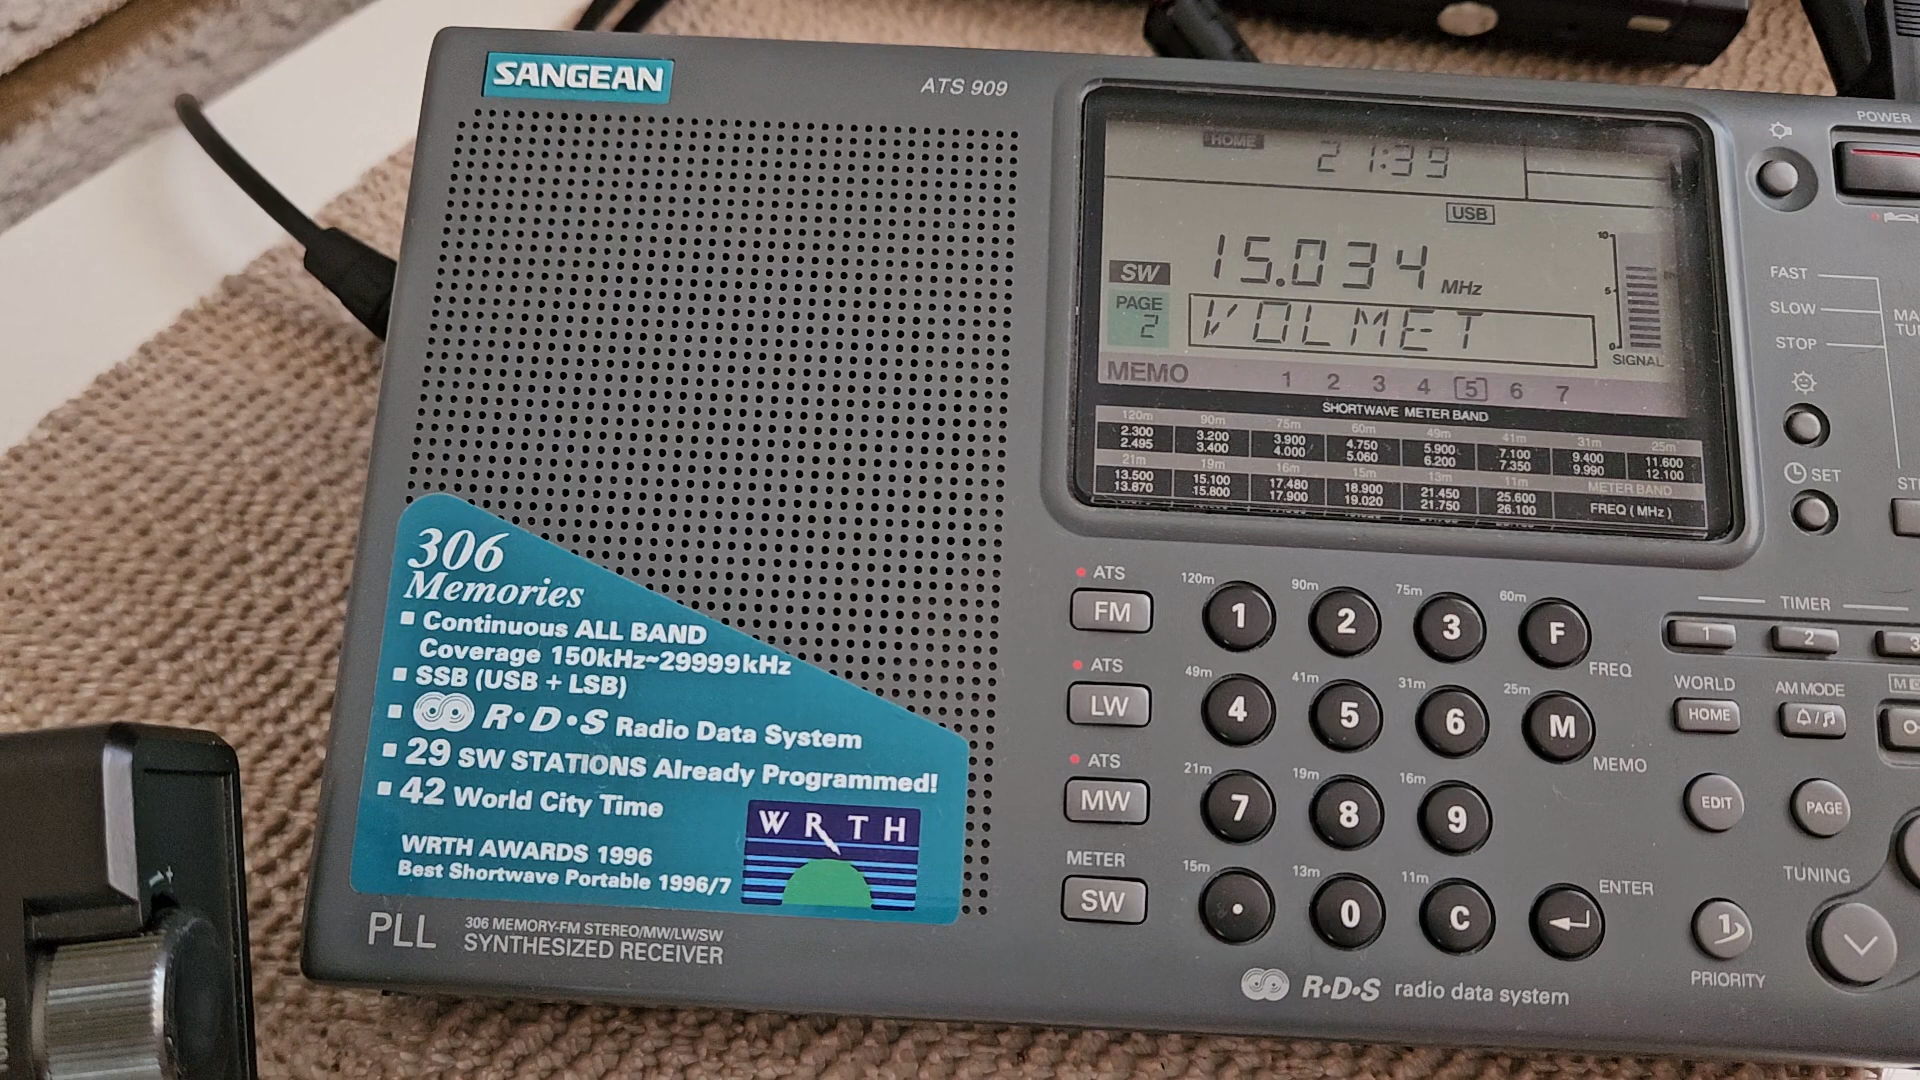 SANGEAN
ATS 909
HOME
21:39
USB
15.034 MHz
SW
PAGE
2
VOLMET
10
5
0
SIGNAL
MEMO 1 2 3 4 5 6 7
SHORTWAVE METER BAND
120m 90m 75m 60m 49m 41m 31m 25m
2.300 3.200 3.900 4.750 5.900 7.100 9.400 11.600
2.495 3.400 4.000 5.060 6.200 7.350 9.990 12.100
21m 19m 16m 15m 13m 11m METER BAND
13.500 15.100 17.480 18.900 21.450 25.600 FREQ (MHz)
13.870 15.800 17.900 19.020 21.750 26.100
POWER
FAST
SLOW
STOP
SET
306
Memories
Continuous ALL BAND
Coverage 150kHz~29999kHz
SSB (USB + LSB)
R·D·S Radio Data System
29 SW STATIONS Already Programmed!
42 World City Time
WRTH AWARDS 1996
Best Shortwave Portable 1996/7
WRTH
PLL
306 MEMORY-FM STEREO/MW/LW/SW
SYNTHESIZED RECEIVER
ATS
FM
ATS
LW
ATS
MW
METER
SW
120m 90m 75m 60m
1 2 3 F
FREQ
49m 41m 31m 25m
4 5 6 M
MEMO
21m 19m 16m
7 8 9
15m 13m 11m
. 0 C
ENTER
TIMER
1 2 3
WORLD
HOME
AM MODE
EDIT
PAGE
TUNING
PRIORITY
R·D·S radio data system